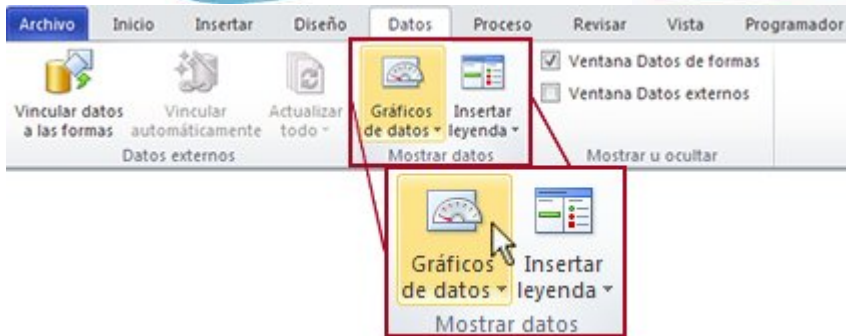 Archivo Inicio Insertar Diseño Datos Proceso Revisar Vista Programador
Vincular datos a las formas
Vincular automáticamente
Actualizar todo
Datos externos
Gráficos de datos
Insertar leyenda
Mostrar datos
Ventana Datos de formas
Ventana Datos externos
Mostrar u ocultar
Gráficos de datos
Insertar leyenda
Mostrar datos